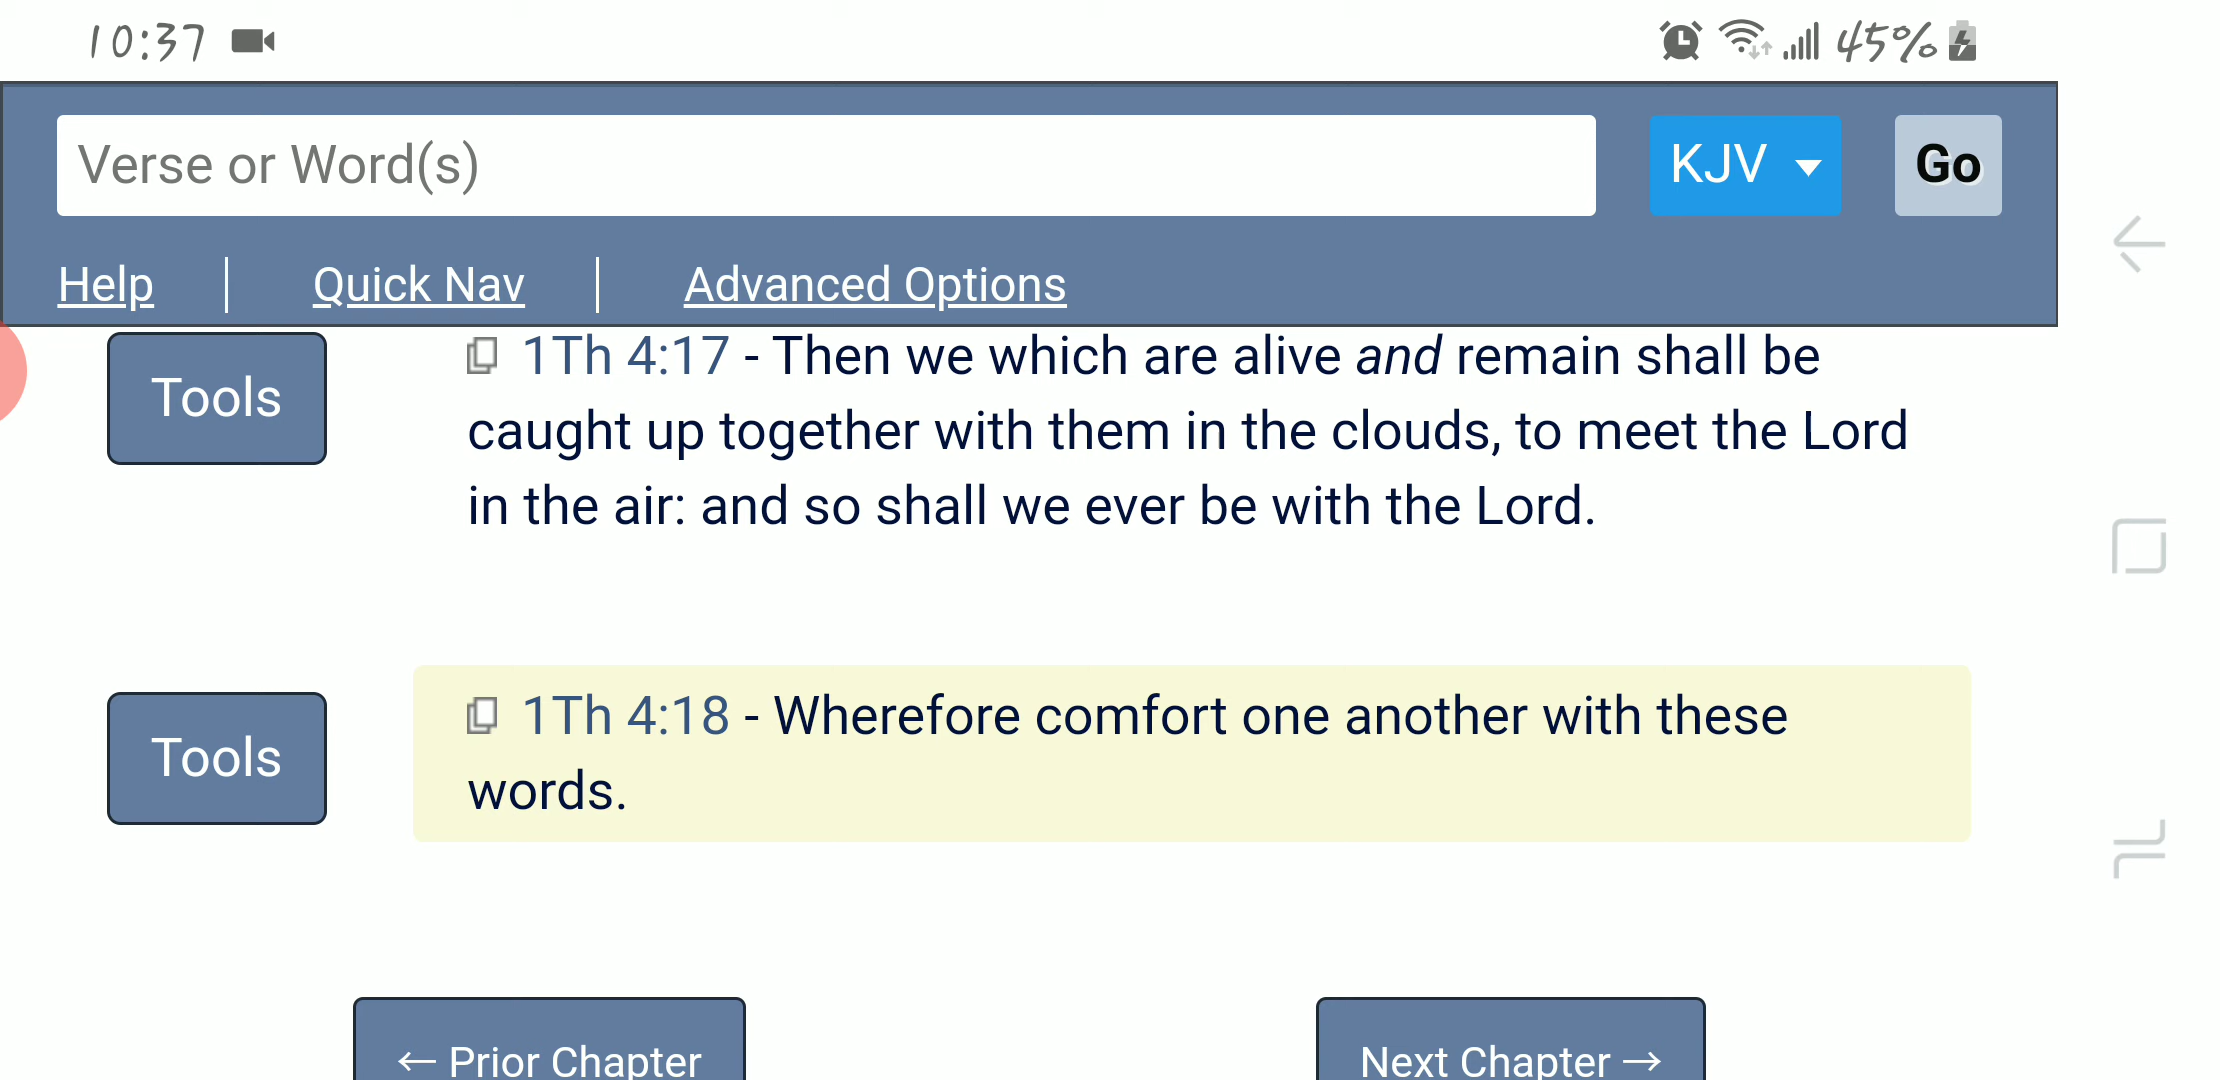 10:37 45%
Verse or Word(s) KJV Go
Help | Quick Nav | Advanced Options
Tools 1Th 4:17 - Then we which are alive and remain shall be
caught up together with them in the clouds, to meet the Lord
in the air: and so shall we ever be with the Lord.
Tools 1Th 4:18 - Wherefore comfort one another with these
words.
← Prior Chapter Next Chapter →